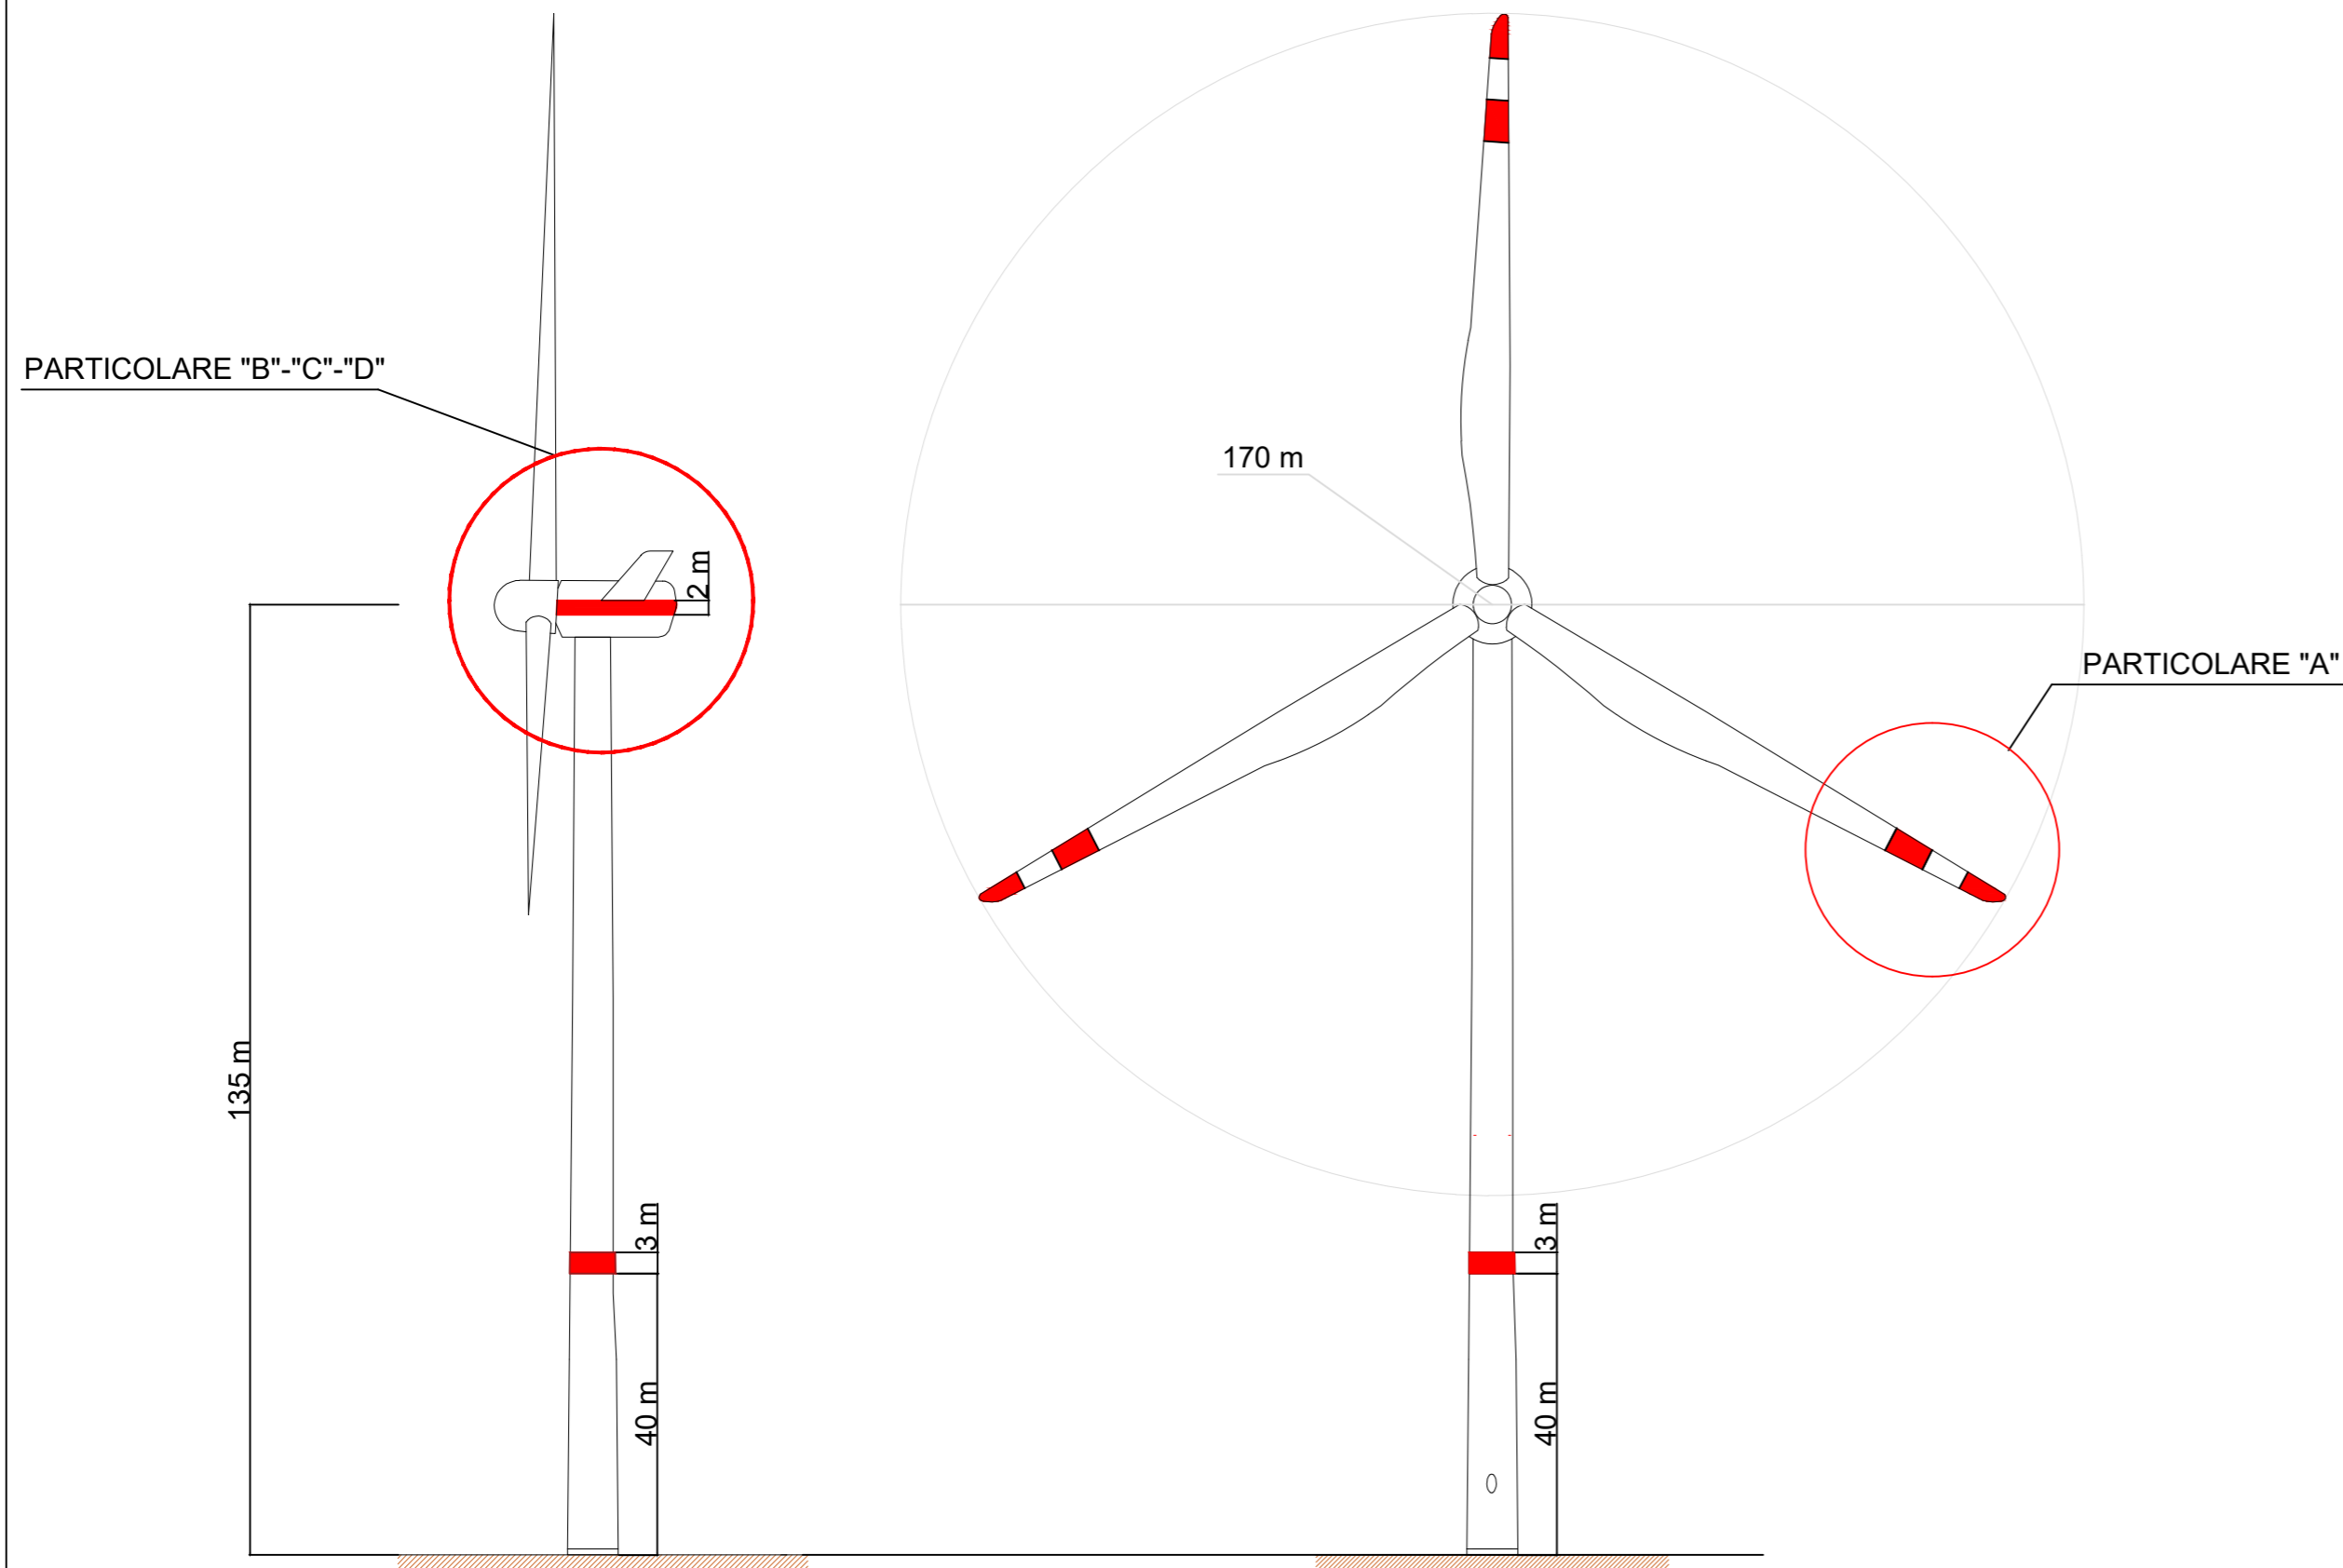 PARTICOLARE "B"-"C"-"D"
170 m
2 m
PARTICOLARE "A"
135 m
3 m
3 m
40 m
40 m